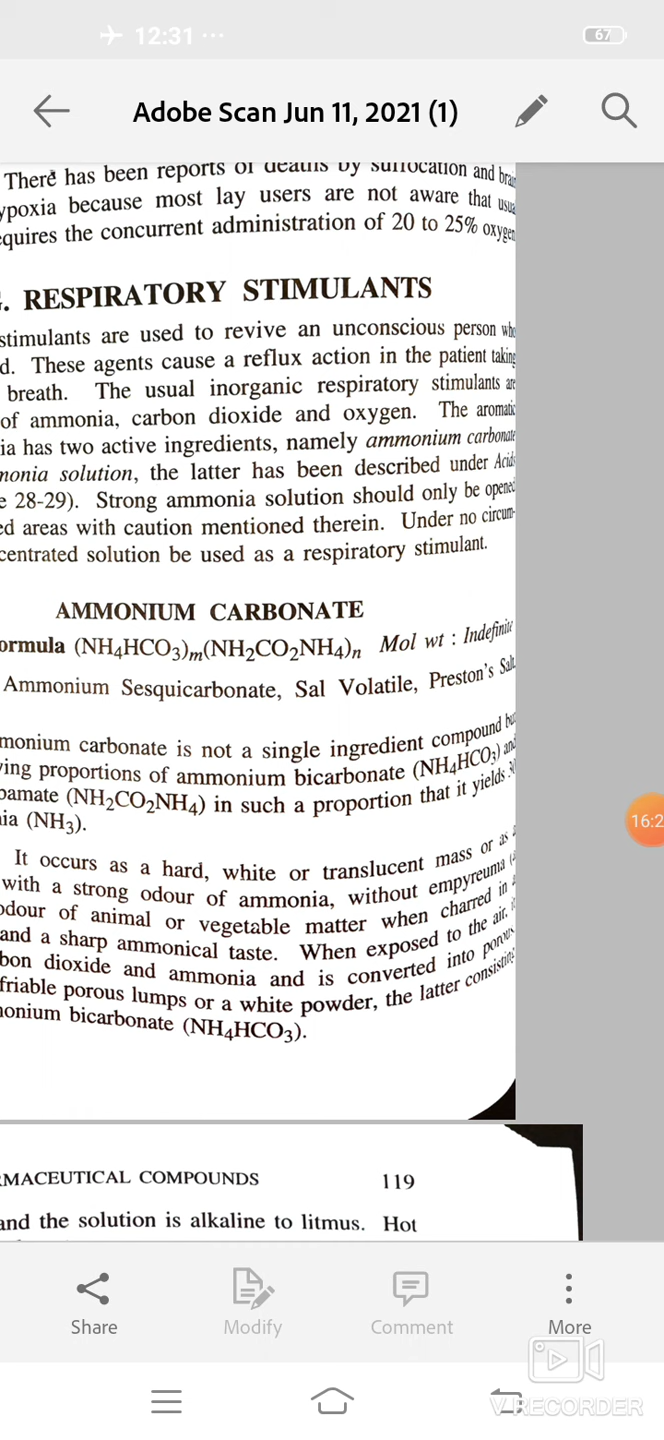 12:31 ...
67
Adobe Scan Jun 11, 2021 (1)
There has been reports of deaths by suffocation and brain
ypoxia because most lay users are not aware that usua
equires the concurrent administration of 20 to 25% oxygen
. RESPIRATORY STIMULANTS
stimulants are used to revive an unconscious person who
d. These agents cause a reflux action in the patient taking
breath. The usual inorganic respiratory stimulants are
of ammonia, carbon dioxide and oxygen. The aromatic
ia has two active ingredients, namely ammonium carbonate
monia solution, the latter has been described under Acids
e 28-29). Strong ammonia solution should only be opened
ed areas with caution mentioned therein. Under no circum-
centrated solution be used as a respiratory stimulant.
AMMONIUM CARBONATE
ormula (NH4HCO3)m(NH2CO2NH4)n Mol wt : Indefinite
Ammonium Sesquicarbonate, Sal Volatile, Preston's Salt
monium carbonate is not a single ingredient compound but
ying proportions of ammonium bicarbonate (NH4HCO3) and
bamate (NH2CO2NH4) in such a proportion that it yields 30
ia (NH3).
It occurs as a hard, white or translucent mass or as a
with a strong odour of ammonia, without empyreuma (a
odour of animal or vegetable matter when charred in a
and a sharp ammonical taste. When exposed to the air, it
bon dioxide and ammonia and is converted into porous
friable porous lumps or a white powder, the latter consisting
nonium bicarbonate (NH4HCO3).
16:2
RMACEUTICAL COMPOUNDS 119
and the solution is alkaline to litmus. Hot
Share Modify Comment More
V RECORDER